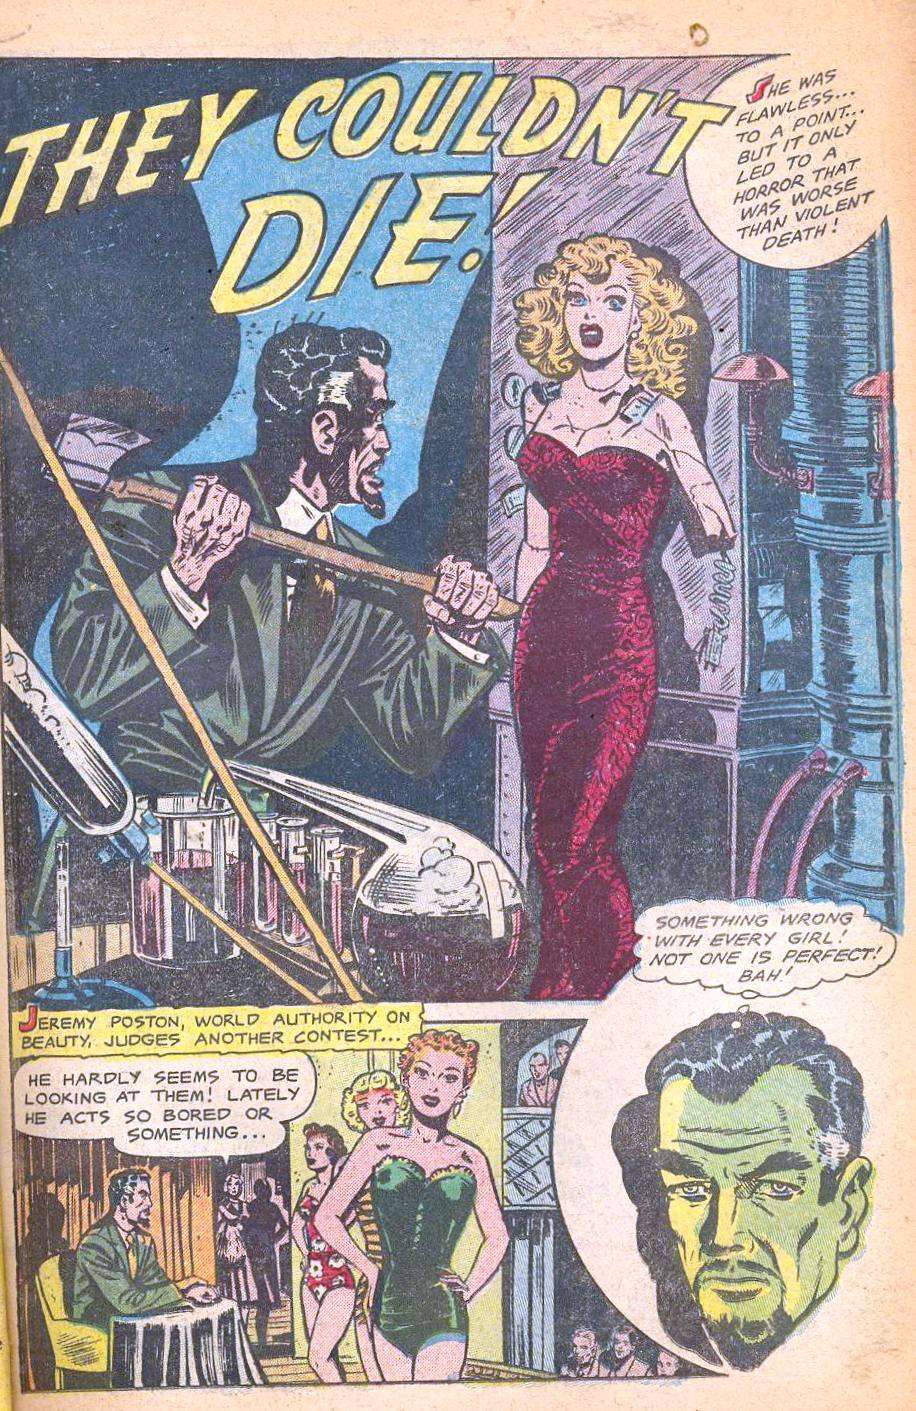 THEY COULDN'T
DIE!
SHE WAS
FLAWLESS...
TO A POINT...
BUT IT ONLY
LED TO A
HORROR THAT
WAS WORSE
THAN VIOLENT
DEATH!
SOMETHING WRONG
WITH EVERY GIRL!
NOT ONE IS PERFECT!
BAH!
JEREMY POSTON, WORLD AUTHORITY ON
BEAUTY, JUDGES ANOTHER CONTEST...
HE HARDLY SEEMS TO BE
LOOKING AT THEM! LATELY
HE ACTS SO BORED OR
SOMETHING...